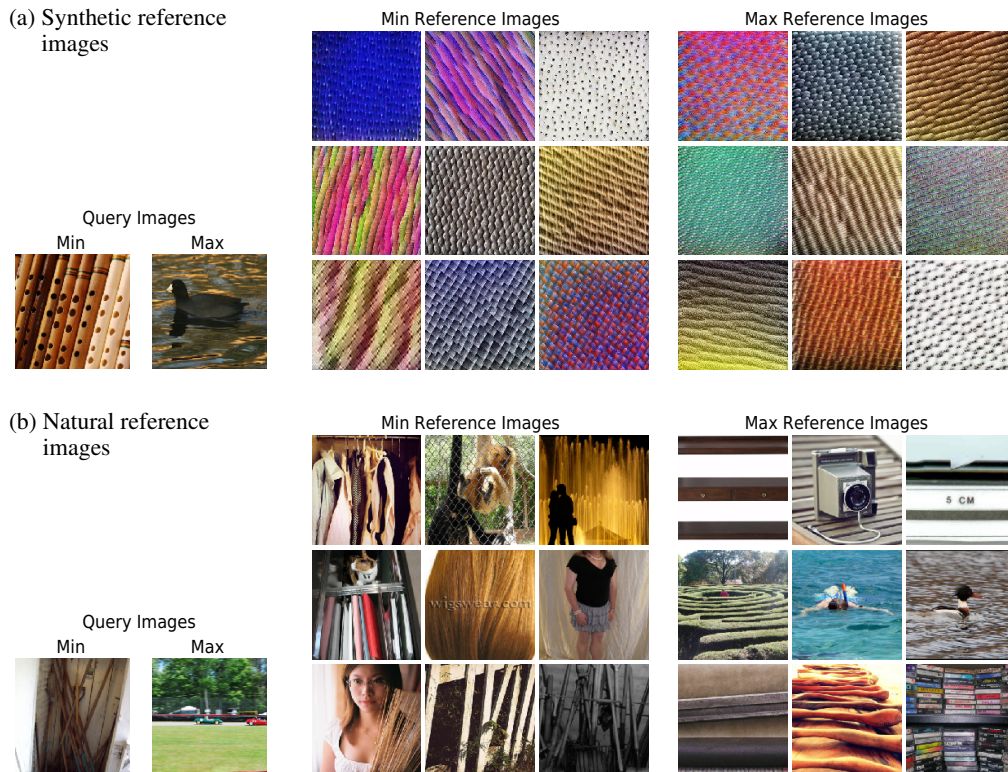 (a) Synthetic reference
images
Min Reference Images
Max Reference Images
Query Images
Min
Max
(b) Natural reference
images
Min Reference Images
Max Reference Images
5 CM
wigswear.com
Query Images
Min
Max